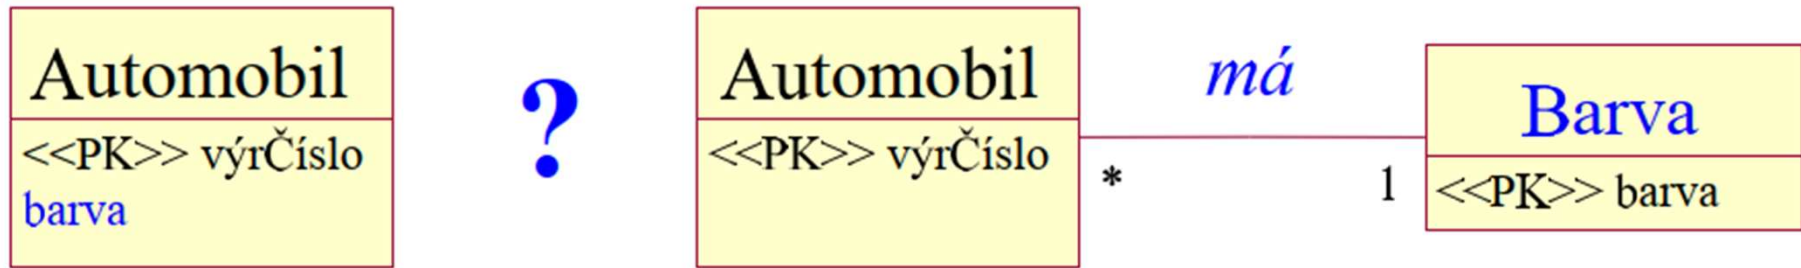 Automobil
<<PK>> výrČíslo
barva
?
Automobil
<<PK>> výrČíslo
má
* 1
Barva
<<PK>> barva